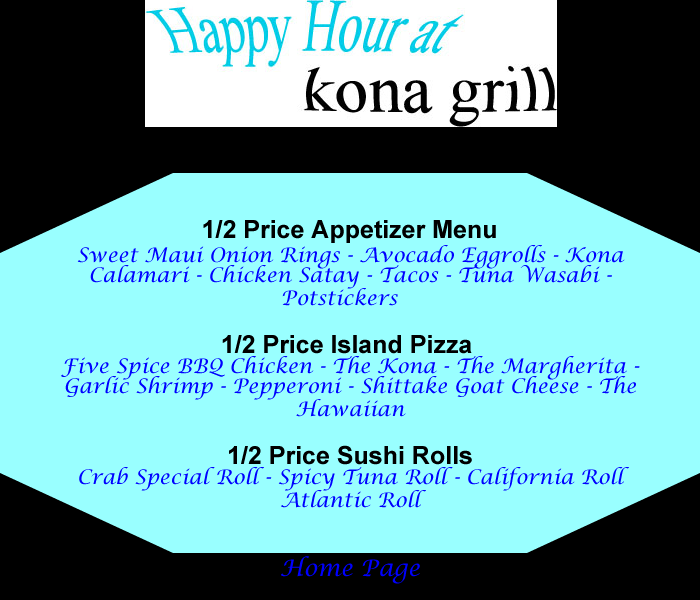 Happy Hour at
kona grill
1/2 Price Appetizer Menu
Sweet Maui Onion Rings - Avocado Eggrolls - Kona
Calamari - Chicken Satay - Tacos - Tuna Wasabi -
Potstickers
1/2 Price Island Pizza
Five Spice BBQ Chicken - The Kona - The Margherita -
Garlic Shrimp - Pepperoni - Shittake Goat Cheese - The
Hawaiian
1/2 Price Sushi Rolls
Crab Special Roll - Spicy Tuna Roll - California Roll
Atlantic Roll
Home Page